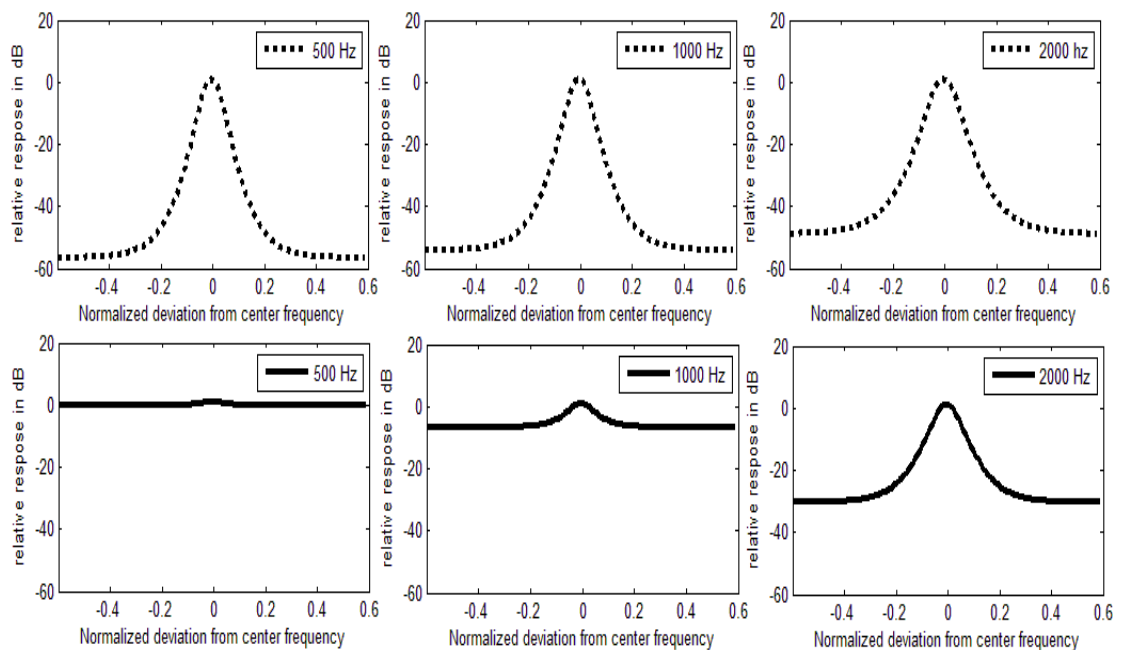 20
0
-20
-40
-60
relative respose in dB
500 Hz
-0.4 -0.2 0 0.2 0.4 0.6
Normalized deviation from center frequency
20
0
-20
-40
-60
relative respose in dB
1000 Hz
-0.4 -0.2 0 0.2 0.4 0.6
Normalized deviation from center frequency
20
0
-20
-40
-60
relative respose in dB
2000 hz
-0.4 -0.2 0 0.2 0.4 0.6
Normalized deviation from center frequency
20
0
-20
-40
-60
relative respose in dB
500 Hz
-0.4 -0.2 0 0.2 0.4 0.6
Normalized deviation from center frequency
20
0
-20
-40
-60
relative respose in dB
1000 Hz
-0.4 -0.2 0 0.2 0.4 0.6
Normalized deviation from center frequency
20
0
-20
-40
-60
relative respose in dB
2000 Hz
-0.4 -0.2 0 0.2 0.4 0.6
Normalized deviation from center frequency